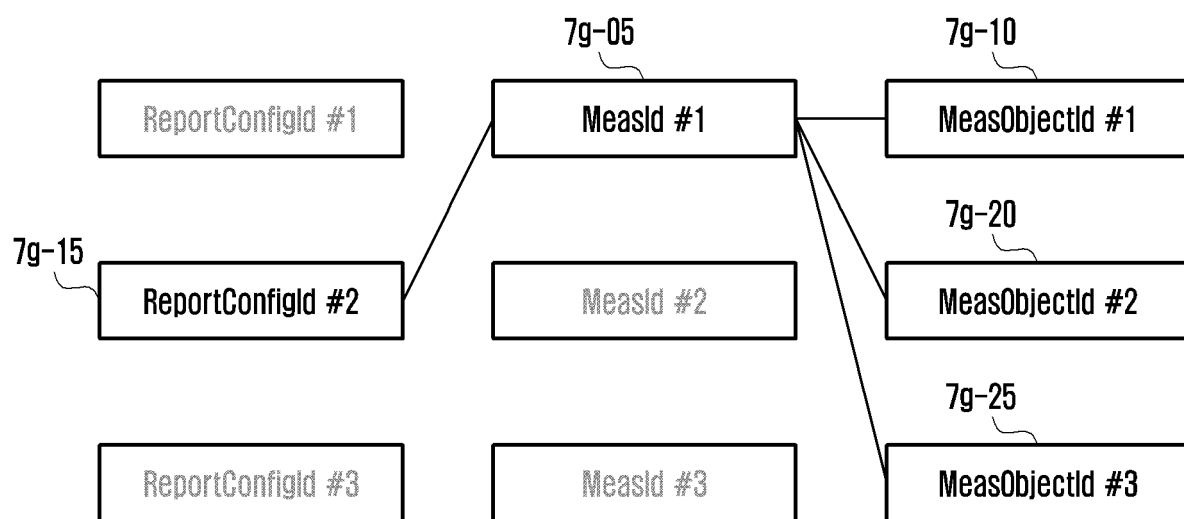 7g-05
7g-10
ReportConfigId #1
MeasId #1
MeasObjectId #1
7g-20
7g-15
ReportConfigId #2
MeasId #2
MeasObjectId #2
7g-25
ReportConfigId #3
MeasId #3
MeasObjectId #3